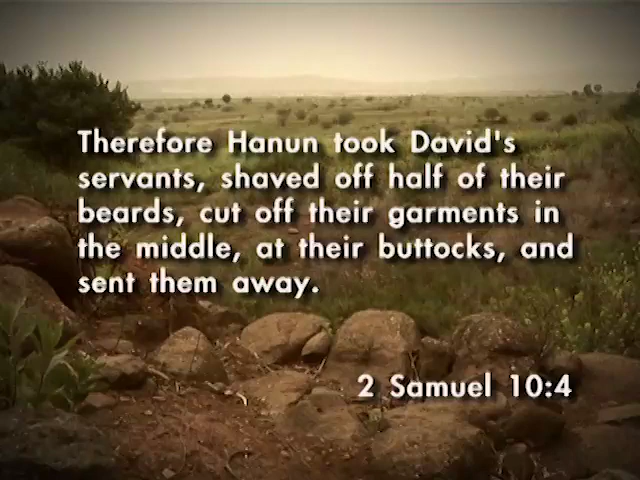 Therefore Hanun took David's
servants, shaved off half of their
beards, cut off their garments in
the middle, at their buttocks, and
sent them away.
2 Samuel 10:4